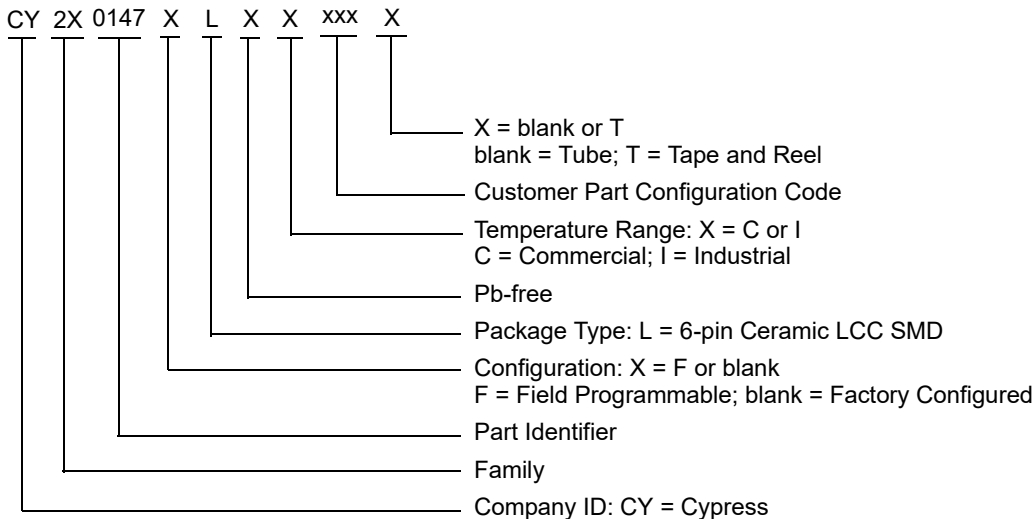 CY 2X 0147 X L X X xxx X
X = blank or T
blank = Tube; T = Tape and Reel
Customer Part Configuration Code
Temperature Range: X = C or I
C = Commercial; I = Industrial
Pb-free
Package Type: L = 6-pin Ceramic LCC SMD
Configuration: X = F or blank
F = Field Programmable; blank = Factory Configured
Part Identifier
Family
Company ID: CY = Cypress